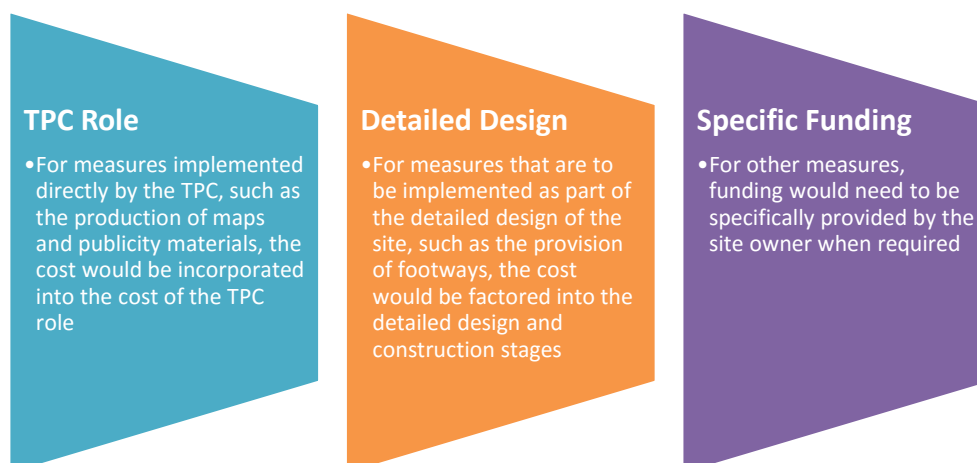 TPC Role
•For measures implemented
directly by the TPC, such as
the production of maps
and publicity materials, the
cost would be incorporated
into the cost of the TPC
role
Detailed Design
•For measures that are to
be implemented as part of
the detailed design of the
site, such as the provision
of footways, the cost
would be factored into the
detailed design and
construction stages
Specific Funding
•For other measures,
funding would need to be
specifically provided by the
site owner when required